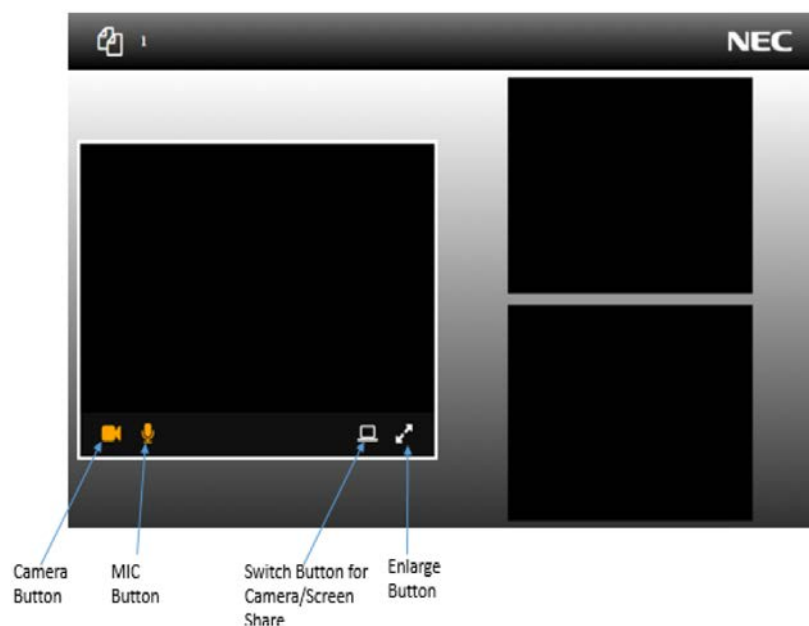 1
NEC
Camera
Button
MIC
Button
Switch Button for
Camera/Screen
Share
Enlarge
Button